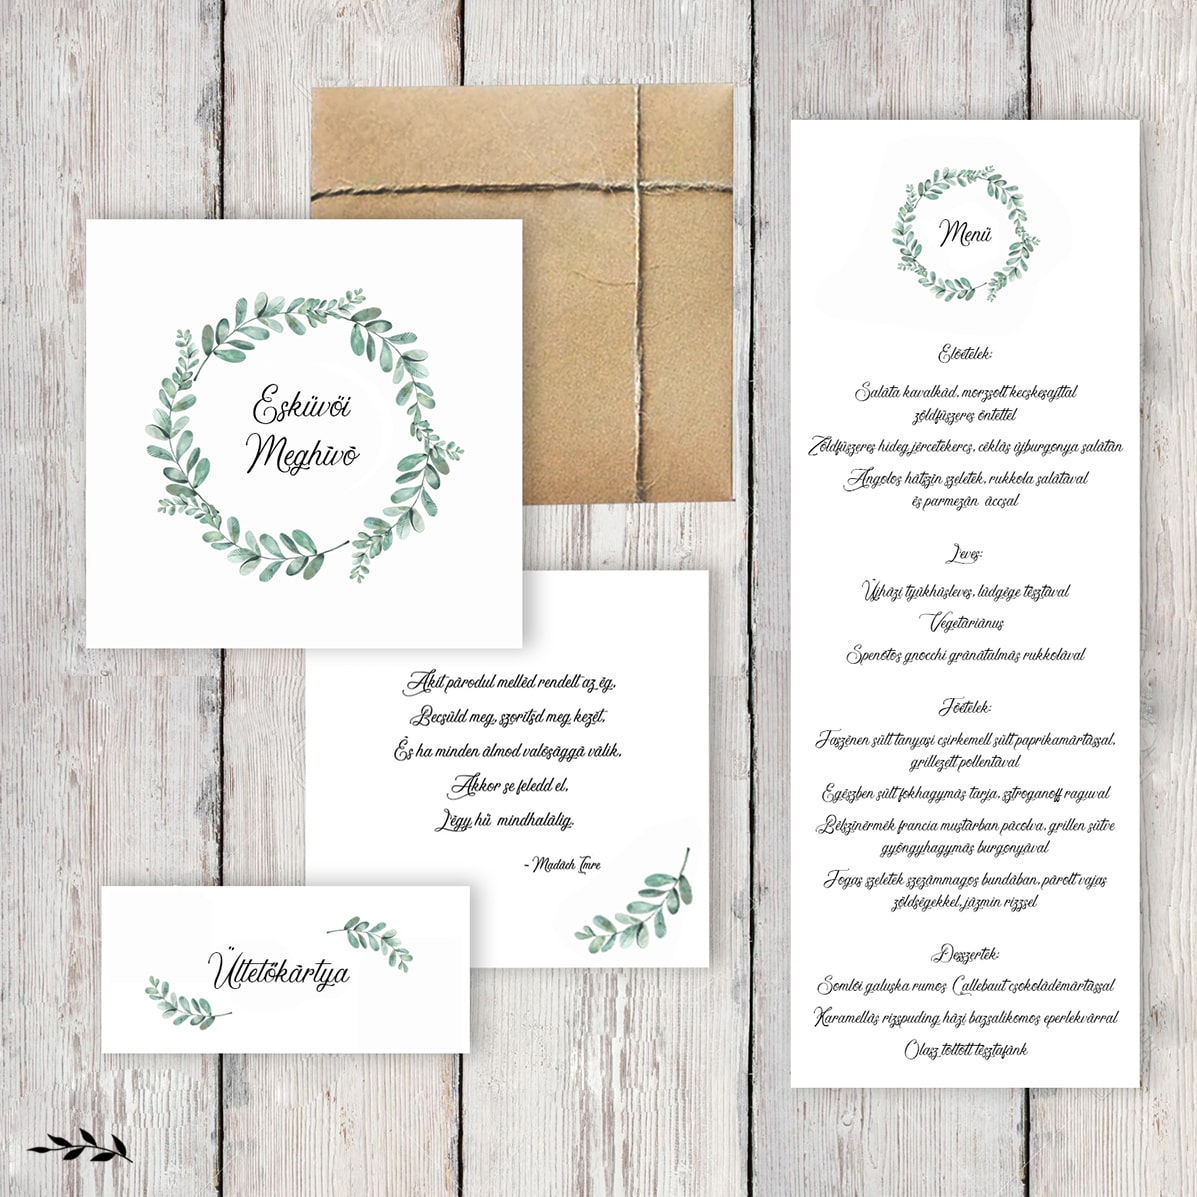 Esküvői
Meghívó
Akit párodul melléd rendelt az ég,
Becsüld meg, szorítsd meg kezét,
És ha minden álmod valósággá válik,
Akkor se feledd el,
Légy hű mindhalálig.
- Madách Imre
Ültetőkártya
Menü
Előételek:
Saláta kavalkád, morzsolt kecskesajttal
zöldfűszeres öntettel
Zöldfűszeres hideg jércetekercs, céklás újburgonya salátán
Angolos hátszín szeletek, rukkola salátával
és parmezán áccsal
Leves:
Újházi tyúkhúsleves, lúdgége tésztával
Vegetáriánus
Spenótos gnocchi gránátalmás rukkolával
Főételek:
Faszénen sült tanyasi csirkemell sült paprikamártással,
grillezett polentával
Egészben sült fokhagymás tarja, sztroganoff raguval
Bélszínérmék francia mustárban pácolva, grillen sütve
gyöngyhagymás burgonyával
Fogas szeletek szezámmagos bundában, párolt vajas
zöldségekkel, jázmin rizzsel
Desszertek:
Somlói galuska rumos Callebaut csokoládémártással
Karamellás rizspuding, házi bazsalikomos eperlekvárral
Olasz töltött tésztafánk